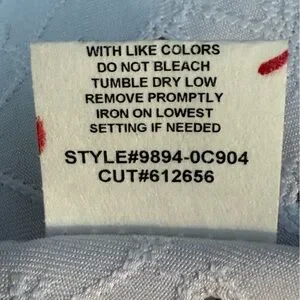 WITH LIKE COLORS
DO NOT BLEACH
TUMBLE DRY LOW
REMOVE PROMPTLY
IRON ON LOWEST
SETTING IF NEEDED
STYLE#9894-0C904
CUT#612656